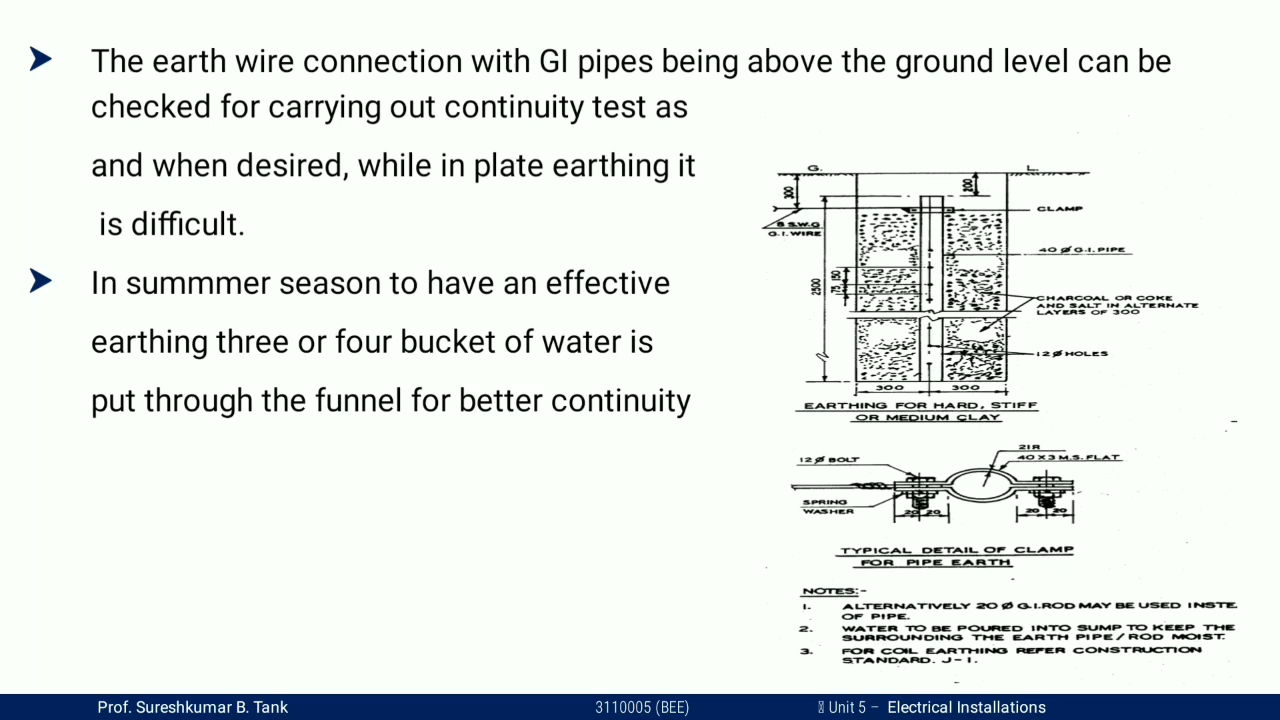 The earth wire connection with GI pipes being above the ground level can be
checked for carrying out continuity test as
and when desired, while in plate earthing it
is difficult.
In summmer season to have an effective
earthing three or four bucket of water is
put through the funnel for better continuity
G. L.
300
200
8 S.W.G
G.I. WIRE
CLAMP
40 Ø G.I. PIPE
2500
75 150
CHARCOAL OR COKE
AND SALT IN ALTERNATE
LAYERS OF 300
12 Ø HOLES
300 300
EARTHING FOR HARD, STIFF
OR MEDIUM CLAY
21R
40 X 3 M.S. FLAT
12 Ø BOLT
SPRING
WASHER
20 20
20 20
TYPICAL DETAIL OF CLAMP
FOR PIPE EARTH
NOTES:-
1. ALTERNATIVELY 20 Ø G.I. ROD MAY BE USED INSTE
OF PIPE.
2. WATER TO BE POURED INTO SUMP TO KEEP THE
SURROUNDING THE EARTH PIPE/ROD MOIST.
3. FOR COIL EARTHING REFER CONSTRUCTION
STANDARD. J-1.
Prof. Sureshkumar B. Tank 3110005 (BEE) Unit 5 – Electrical Installations